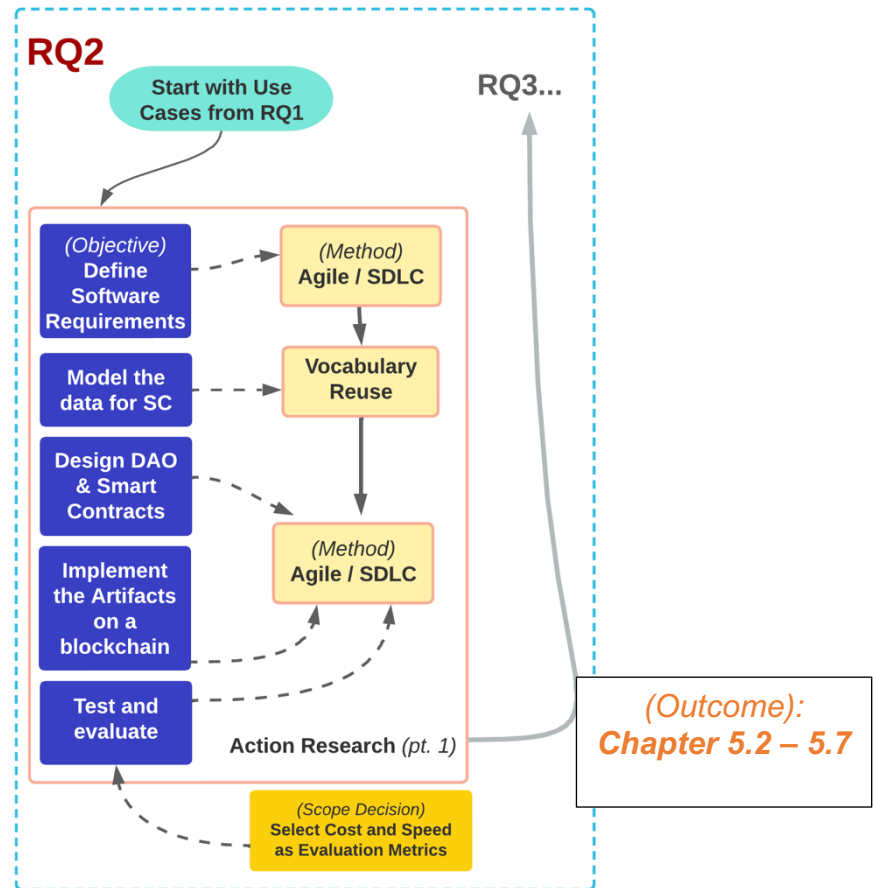 RQ2
Start with Use
Cases from RQ1
RQ3...
(Objective)
Define
Software
Requirements
(Method)
Agile / SDLC
Model the
data for SC
Vocabulary
Reuse
Design DAO
& Smart
Contracts
(Method)
Agile / SDLC
Implement
the Artifacts
on a
blockchain
Test and
evaluate
Action Research (pt. 1)
(Outcome):
Chapter 5.2 – 5.7
(Scope Decision)
Select Cost and Speed
as Evaluation Metrics